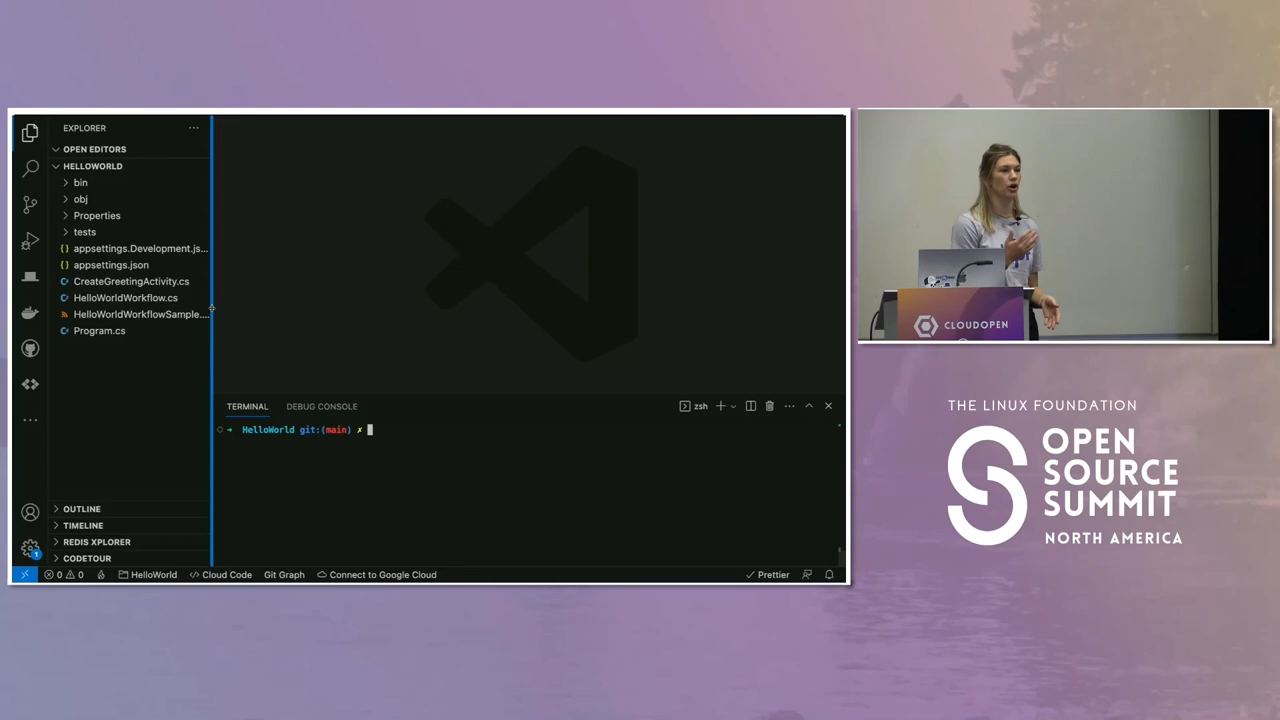 EXPLORER
OPEN EDITORS
HELLOWORLD
bin
obj
Properties
tests
{} appsettings.Development.js...
{} appsettings.json
CreateGreetingActivity.cs
HelloWorldWorkflow.cs
HelloWorldWorkflowSample....
Program.cs
OUTLINE
TIMELINE
REDIS XPLORER
CODETOUR
TERMINAL DEBUG CONSOLE zsh
HelloWorld git:(main) ✗
1
0 0 HelloWorld Cloud Code Git Graph Connect to Google Cloud Prettier
CLOUDOPEN
THE LINUX FOUNDATION
OPEN
SOURCE
SUMMIT
NORTH AMERICA